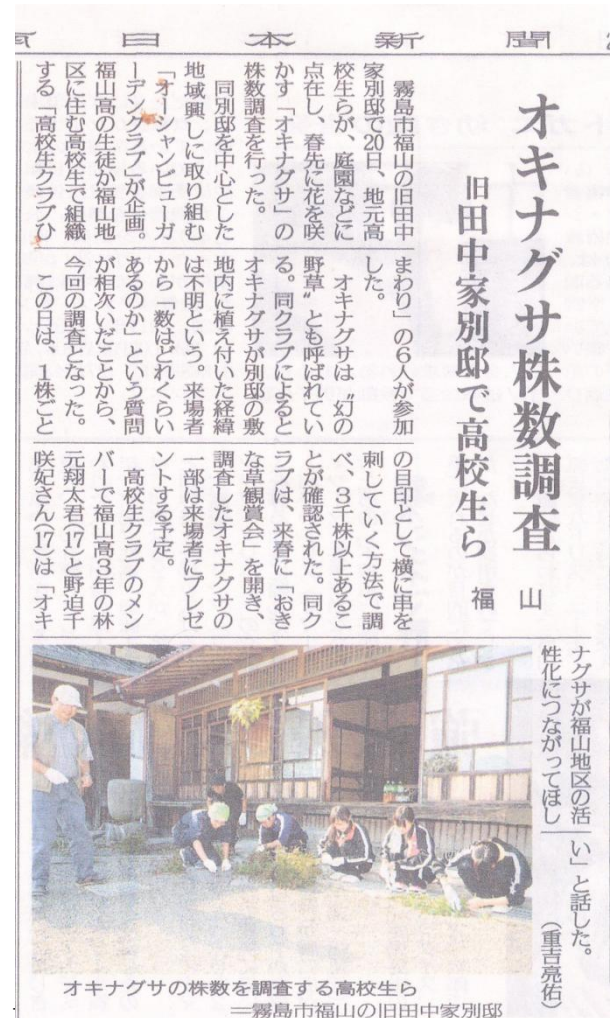 日本新聞
オキナグサ株数調査
旧田中家別邸で高校生ら
福山
　霧島市福山の旧田中
家別邸で20日、地元高
校生らが、庭園などに
点在し、春先に花を咲
かす「オキナグサ」の
株数調査を行った。
　同別邸を中心とした
地域興しに取り組む
「オーシャンビューガ
ーデンクラブ」が企画。
福山高の生徒か福山地
区に住む高校生で組織
する「高校生クラブひ
まわり」の6人が参加
した。
　オキナグサは〝幻の
野草〟とも呼ばれてい
る。同クラブによると
オキナグサが別邸の敷
地内に植え付いた経緯
は不明という。来場者
から「数はどれくらい
あるのか」という質問
が相次いだことから、
今回の調査となった。
　この日は、1株ごと
の目印として横に串を
刺していく方法で調
べ、3千株以上あるこ
とが確認された。同ク
ラブは、来春に「おき
な草観賞会」を開き、
調査したオキナグサの
一部は来場者にプレゼ
ントする予定。
　高校生クラブのメン
バーで福山高3年の林
元翔太君(17)と野迫千
咲妃さん(17)は「オキ
ナグサが福山地区の活
性化につながってほし
い」と話した。
(重吉亮佑)
オキナグサの株数を調査する高校生ら
＝霧島市福山の旧田中家別邸